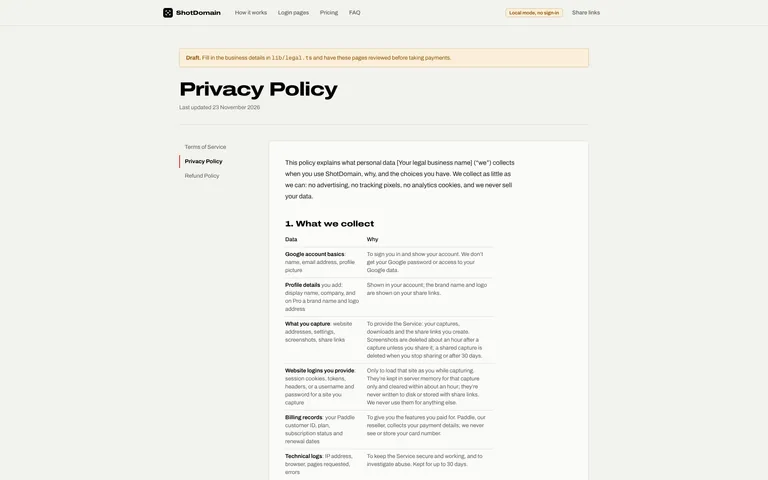 ShotDomain
How it works
Login pages
Pricing
FAQ
Local mode, no sign-in
Share links
Draft. Fill in the business details in lib/legal.ts and have these pages reviewed before taking payments.
Privacy Policy
Last updated 23 November 2026
Terms of Service
Privacy Policy
Refund Policy
This policy explains what personal data [Your legal business name] (“we”) collects
when you use ShotDomain, why, and the choices you have. We collect as little as
we can: no advertising, no tracking pixels, no analytics cookies, and we never sell
your data.
1. What we collect
Data
Why
Google account basics:
name, email address, profile
picture
To sign you in and show your account. We don’t
get your Google password or access to your
Google data.
Profile details you add:
display name, company, and
on Pro a brand name and logo
address
Shown in your account; the brand name and logo
are shown on your share links.
What you capture: website
addresses, settings,
screenshots, share links
To provide the Service: your captures,
downloads and the share links you create.
Screenshots are deleted about an hour after a
capture unless you share it; a shared capture is
deleted when you stop sharing or after 30 days.
Website logins you provide:
session cookies, tokens,
headers, or a username and
password for a site you
capture
Only to load that site as you while capturing.
They’re kept in server memory for that capture
only and cleared within about an hour; they’re
never written to disk or stored with share links.
We never use them for anything else.
Billing records: your Paddle
customer ID, plan,
subscription status and
renewal dates
To give you the features you paid for. Paddle, our
reseller, collects your payment details; we never
see or store your card number.
Technical logs: IP address,
browser, pages requested,
errors
To keep the Service secure and working, and to
investigate abuse. Kept for up to 30 days.